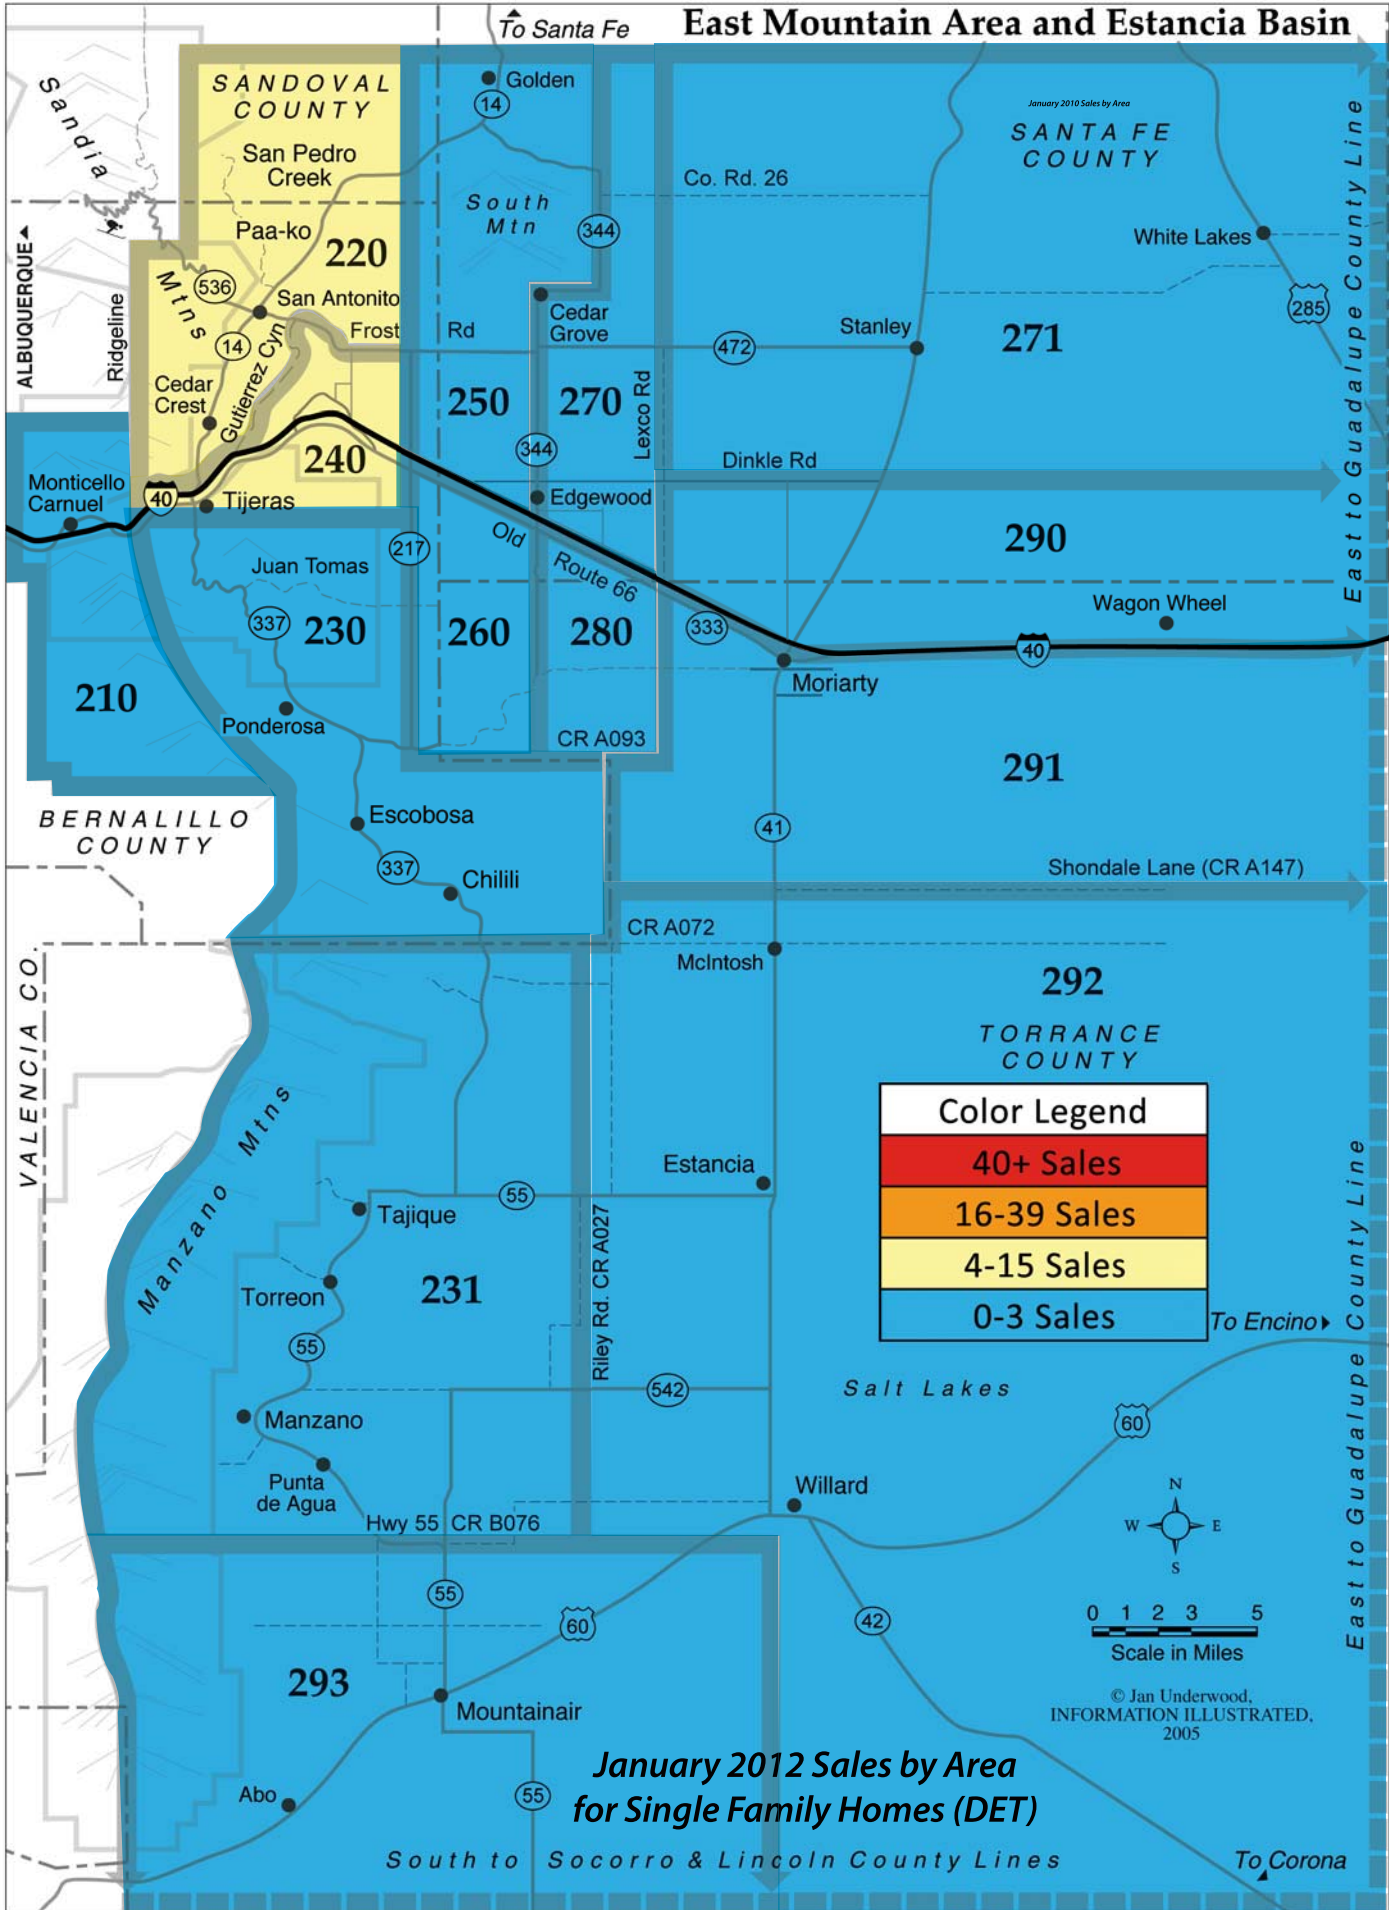 East Mountain Area and Estancia Basin
To Santa Fe
Golden
14
SANDOVAL
COUNTY
January 2010 Sales by Area
SANTA FE
COUNTY
East to Guadalupe County Line
Sandia
Mtns
San Pedro
Creek
Co. Rd. 26
South
Mtn
344
Paa-ko
220
White Lakes
ALBUQUERQUE
Ridgeline
536
San Antonito
285
Cedar
Grove
Stanley
271
14
Frost
Rd
472
Gutierrez Cyn
Cedar
Crest
250
270
Lexco Rd
344
240
Dinkle Rd
Monticello
Carnuel
40
Tijeras
Edgewood
Old
Route 66
290
217
Juan Tomas
Wagon Wheel
337
230
260
280
333
40
210
Moriarty
Ponderosa
CR A093
291
BERNALILLO
COUNTY
Escobosa
41
337
Chilili
Shondale Lane (CR A147)
CR A072
VALENCIA CO.
McIntosh
292
TORRANCE
COUNTY
Manzano Mtns
Color Legend
40+ Sales
16-39 Sales
4-15 Sales
0-3 Sales
East to Guadalupe County Line
Estancia
55
Tajique
Riley Rd. CR A027
Torreon
231
To Encino
55
542
Salt Lakes
60
Manzano
Punta
de Agua
Willard
N
W E
S
Hwy 55
CR B076
55
60
42
0 1 2 3 5
Scale in Miles
293
Mountainair
© Jan Underwood,
INFORMATION ILLUSTRATED,
2005
Abo
55
January 2012 Sales by Area
for Single Family Homes (DET)
South to Socorro & Lincoln County Lines
To Corona